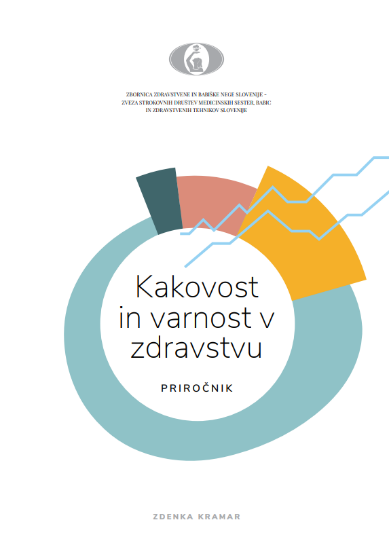 ZBORNICA ZDRAVSTVENE IN BABIŠKE NEGE SLOVENIJE –
ZVEZA STROKOVNIH DRUŠTEV MEDICINSKIH SESTER, BABIC
IN ZDRAVSTVENIH TEHNIKOV SLOVENIJE
Kakovost
in varnost v
zdravstvu
PRIROČNIK
ZDENKA KRAMAR